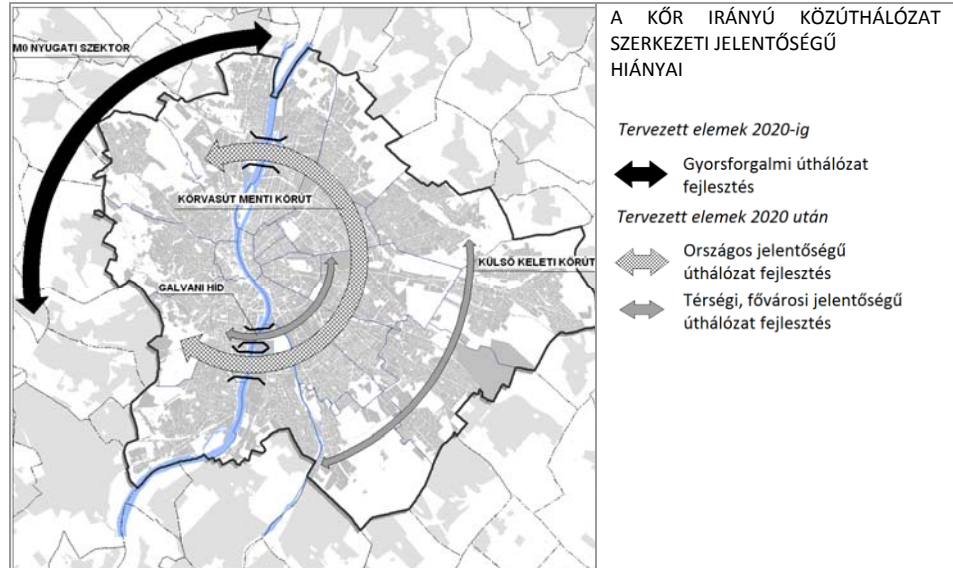 A KŐR IRÁNYÚ KÖZÚTHÁLÓZAT
SZERKEZETI JELENTŐSÉGŰ
HIÁNYAI
Tervezett elemek 2020-ig
Gyorsforgalmi úthálózat
fejlesztés
Tervezett elemek 2020 után
Országos jelentőségű
úthálózat fejlesztés
Térségi, fővárosi jelentőségű
úthálózat fejlesztés
M0 NYUGATI SZEKTOR
KÖRVASÚT MENTI KÖRÚT
KÜLSŐ KELETI KÖRÚT
GALVANI HÍD